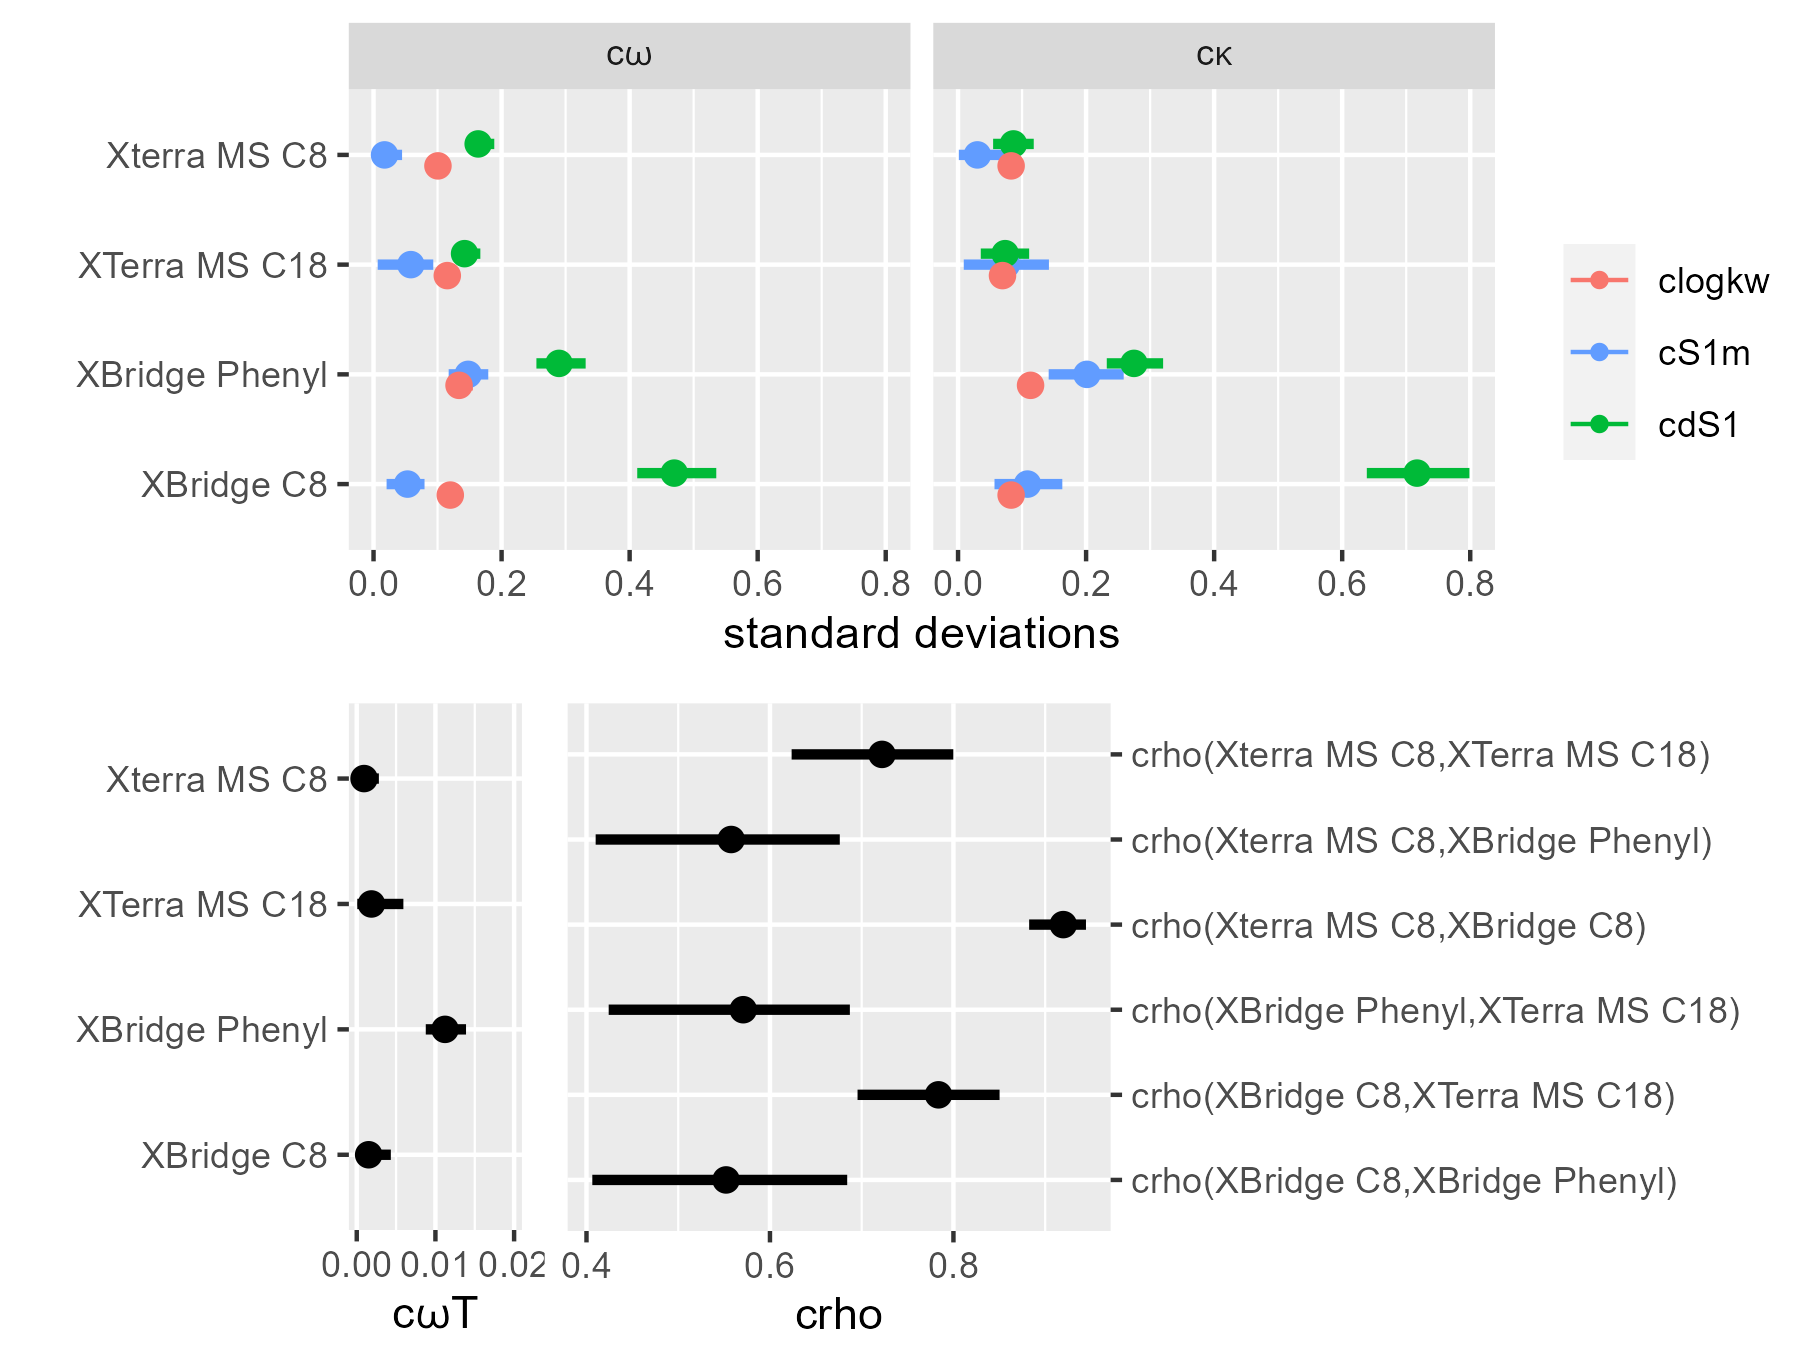 cω cκ
Xterra MS C8
XTerra MS C18
XBridge Phenyl
XBridge C8
0.0 0.2 0.4 0.6 0.8 0.0 0.2 0.4 0.6 0.8
standard deviations
clogkw
cS1m
cdS1
Xterra MS C8
XTerra MS C18
XBridge Phenyl
XBridge C8
0.00 0.01 0.02
cωT
crho(Xterra MS C8,XTerra MS C18)
crho(Xterra MS C8,XBridge Phenyl)
crho(Xterra MS C8,XBridge C8)
crho(XBridge Phenyl,XTerra MS C18)
crho(XBridge C8,XTerra MS C18)
crho(XBridge C8,XBridge Phenyl)
0.4 0.6 0.8
crho